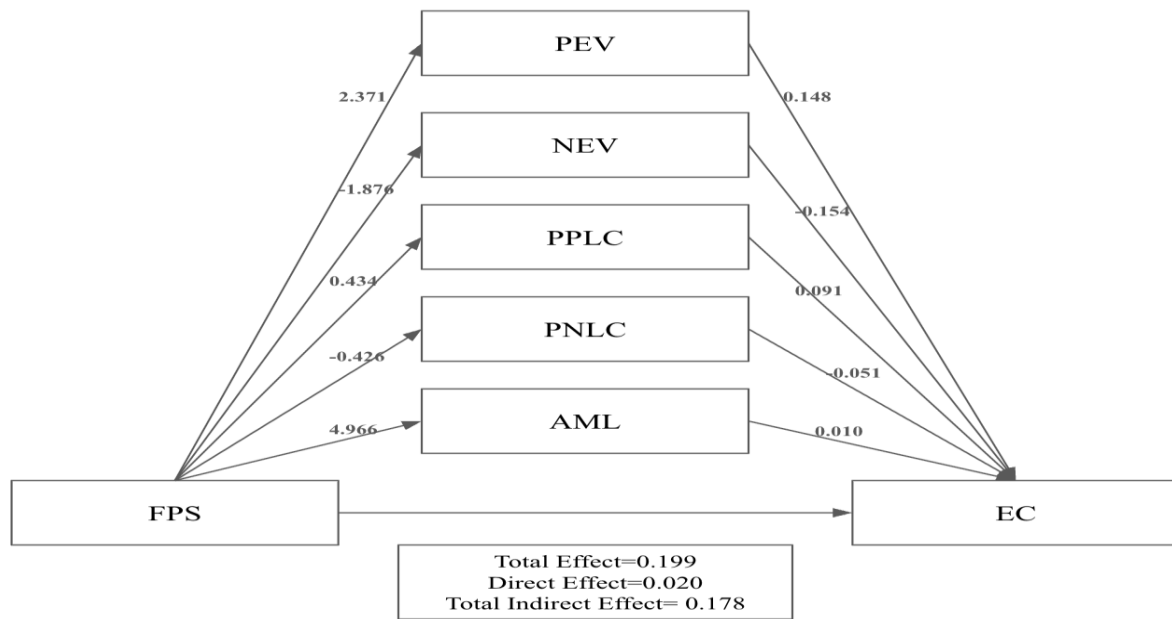 PEV
2.371
0.148
NEV
-1.876
-0.154
PPLC
0.434
0.091
PNLC
-0.426
-0.051
AML
4.966
0.010
FPS
EC
Total Effect=0.199
Direct Effect=0.020
Total Indirect Effect= 0.178